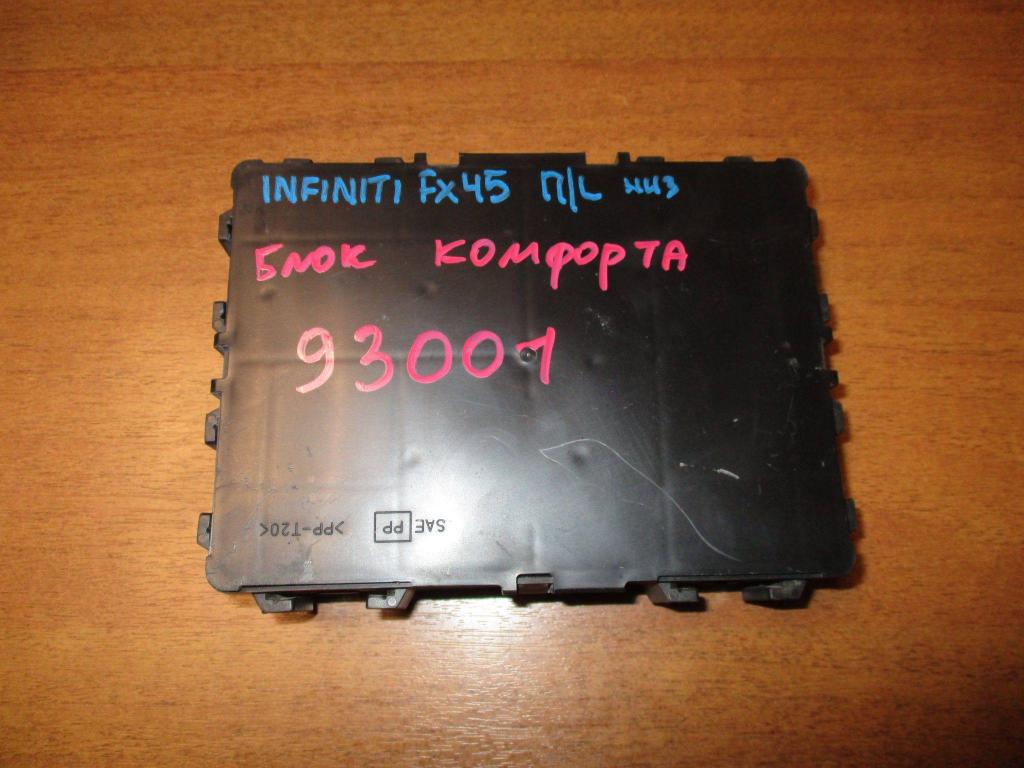 INFINITI FX45 П/L низ
БЛОК КОМФОРТА
93001
>PP-T20< SAE PP